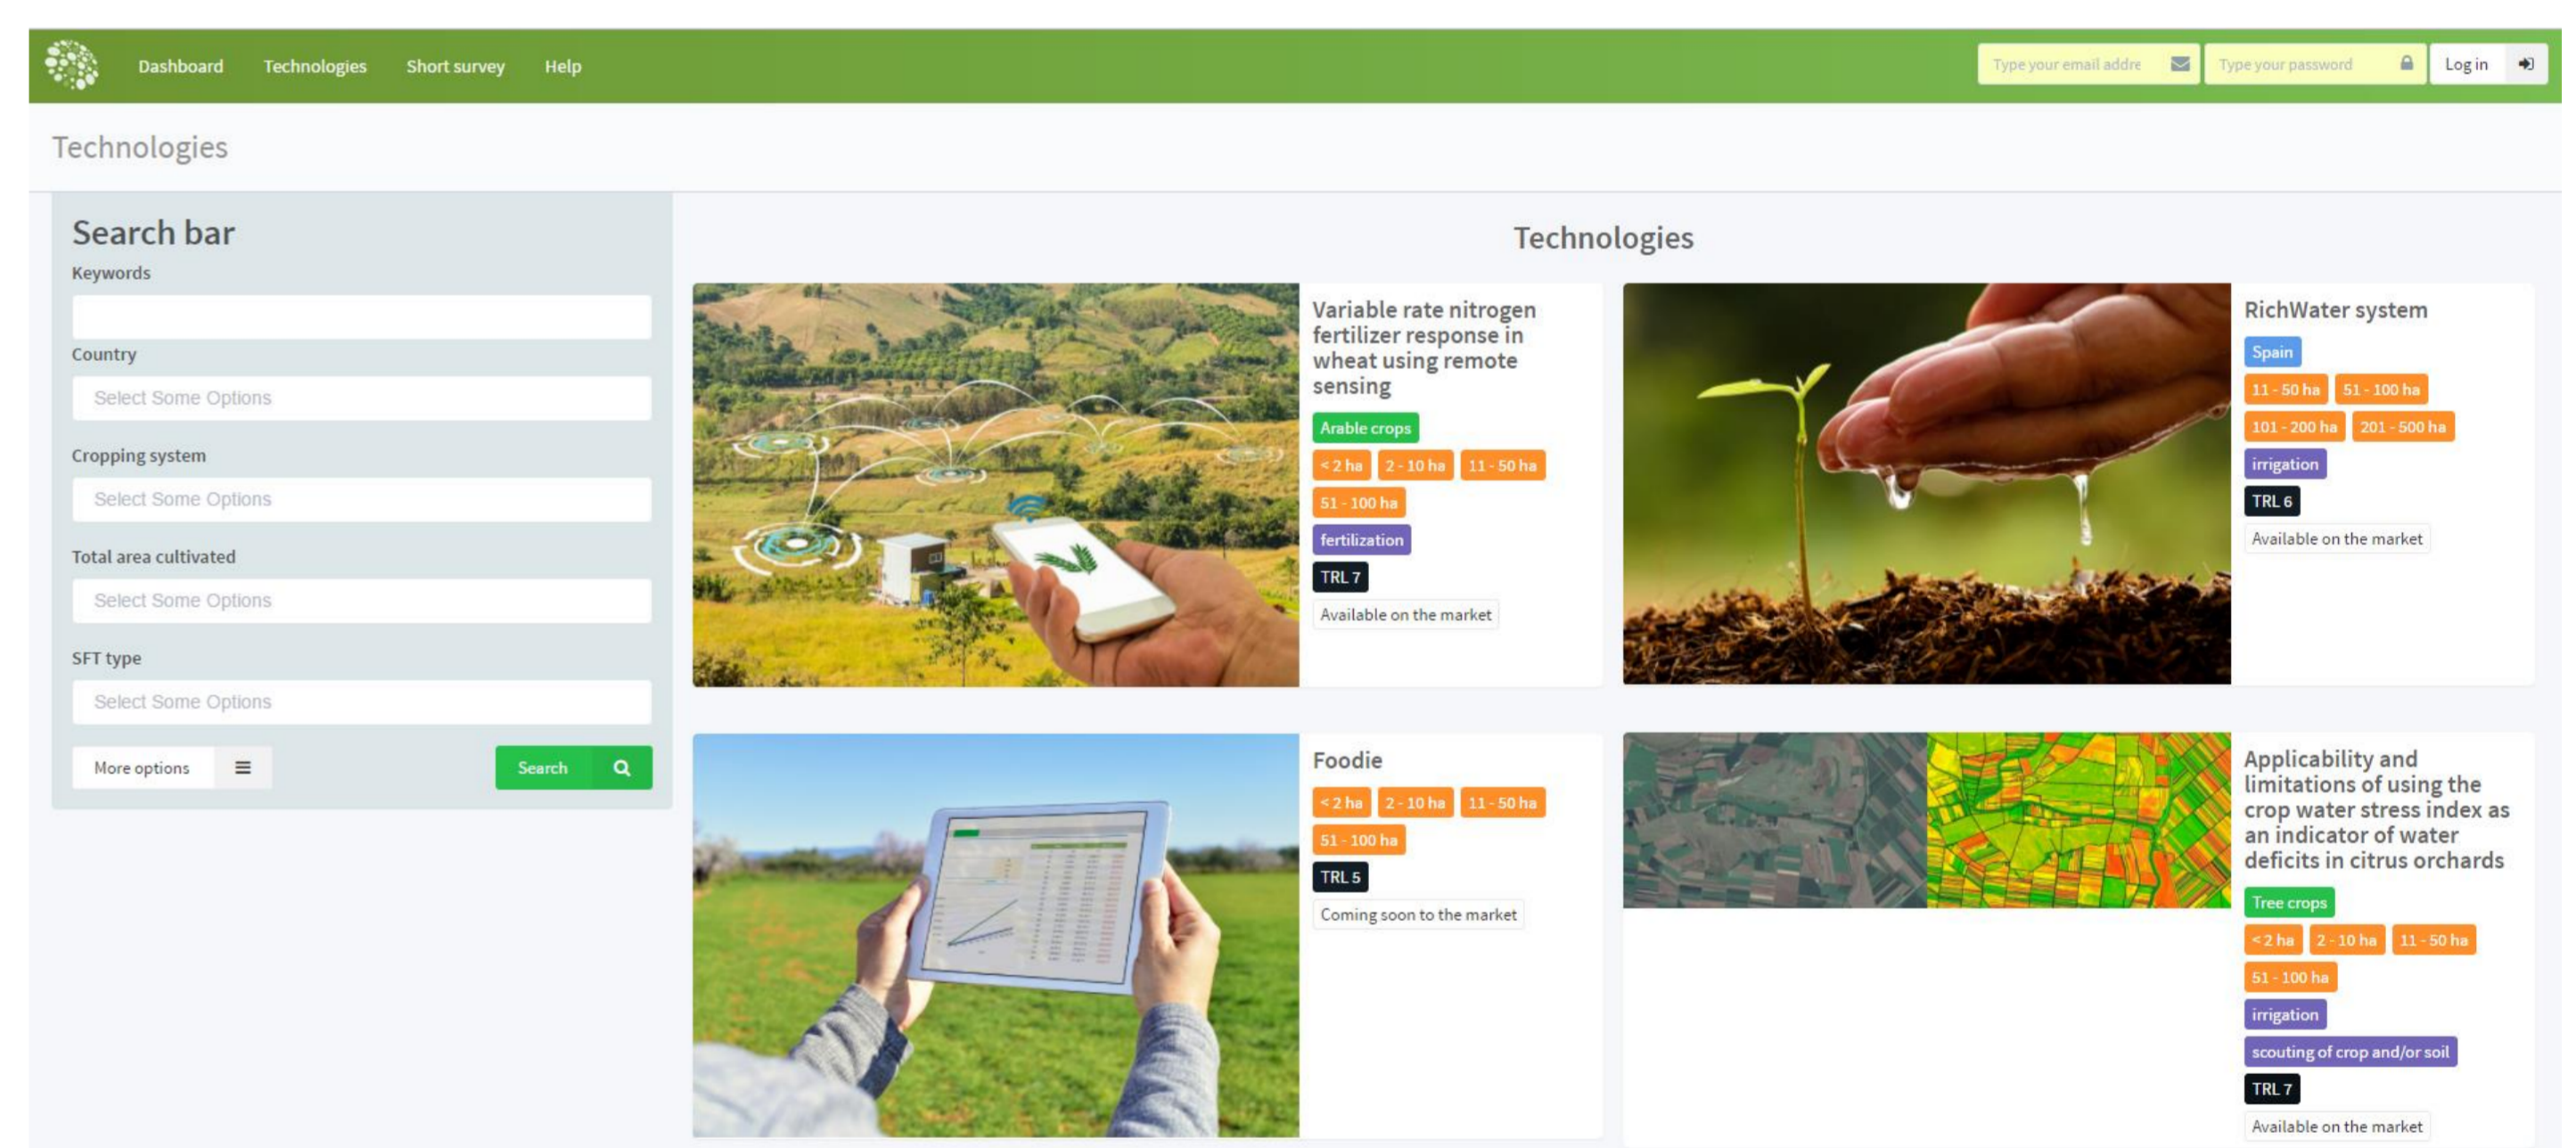 Dashboard Technologies Short survey Help
Type your email addre Type your password Log in
Technologies
Search bar
Keywords
Country
Select Some Options
Cropping system
Select Some Options
Total area cultivated
Select Some Options
SFT type
Select Some Options
More options Search
Technologies
Variable rate nitrogen
fertilizer response in
wheat using remote
sensing
Arable crops
< 2 ha 2 - 10 ha 11 - 50 ha
51 - 100 ha
fertilization
TRL 7
Available on the market
RichWater system
Spain
11 - 50 ha 51 - 100 ha
101 - 200 ha 201 - 500 ha
irrigation
TRL 6
Available on the market
Foodie
< 2 ha 2 - 10 ha 11 - 50 ha
51 - 100 ha
TRL 5
Coming soon to the market
Applicability and
limitations of using the
crop water stress index as
an indicator of water
deficits in citrus orchards
Tree crops
< 2 ha 2 - 10 ha 11 - 50 ha
51 - 100 ha
irrigation
scouting of crop and/or soil
TRL 7
Available on the market